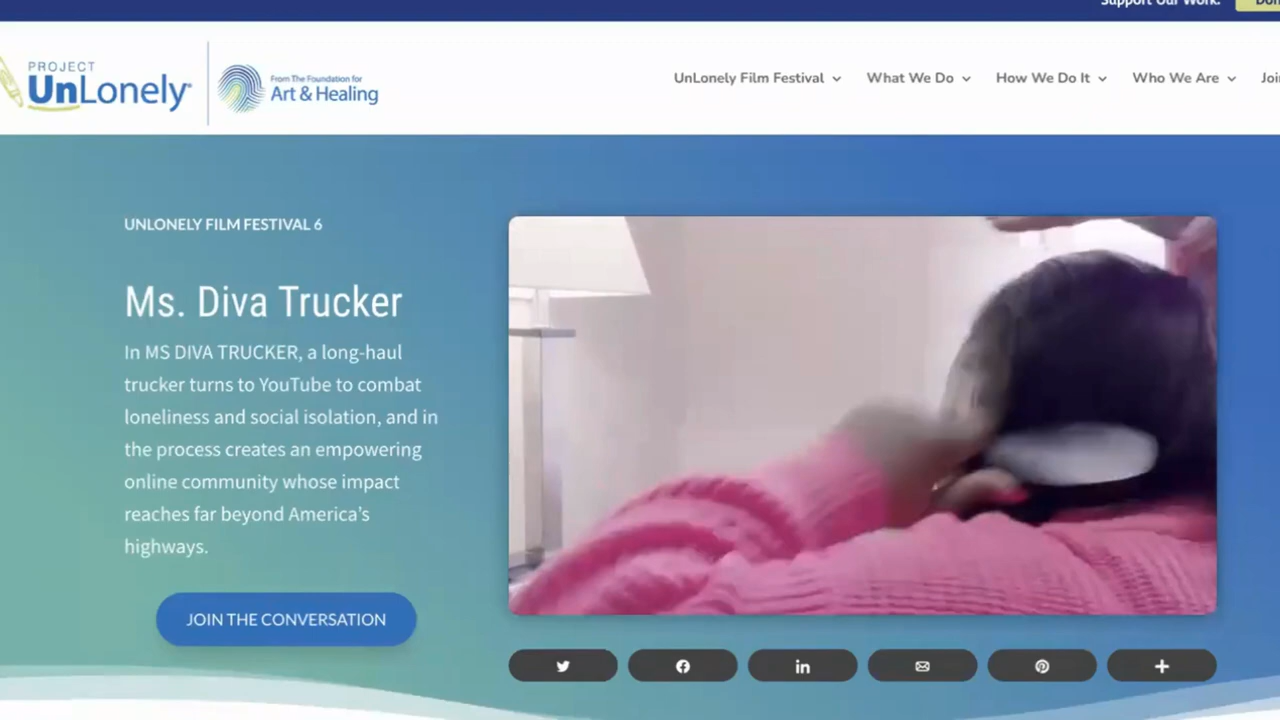 Support Our Work.
PROJECT
UnLonely®
From The Foundation for
Art & Healing
UnLonely Film Festival
What We Do
How We Do It
Who We Are
UNLONELY FILM FESTIVAL 6
Ms. Diva Trucker
In MS DIVA TRUCKER, a long-haul
trucker turns to YouTube to combat
loneliness and social isolation, and in
the process creates an empowering
online community whose impact
reaches far beyond America's
highways.
JOIN THE CONVERSATION